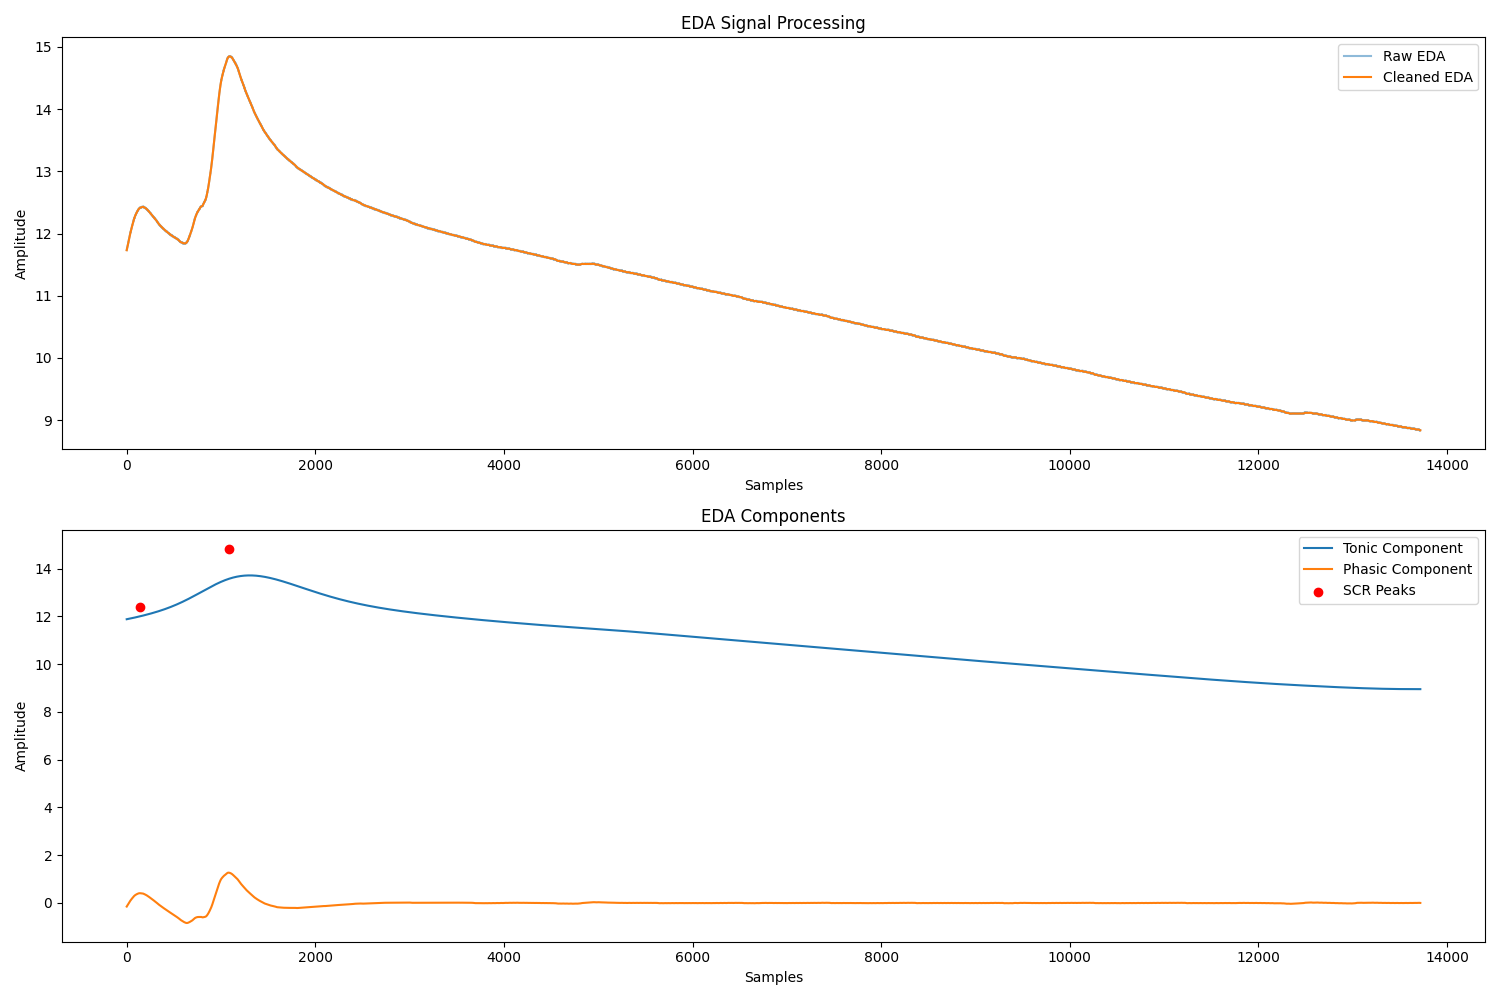 EDA Signal Processing
Raw EDA
Cleaned EDA
15
14
13
12
11
10
9
Amplitude
0 2000 4000 6000 8000 10000 12000 14000
Samples
EDA Components
Tonic Component
Phasic Component
SCR Peaks
14
12
10
8
6
4
2
0
Amplitude
0 2000 4000 6000 8000 10000 12000 14000
Samples